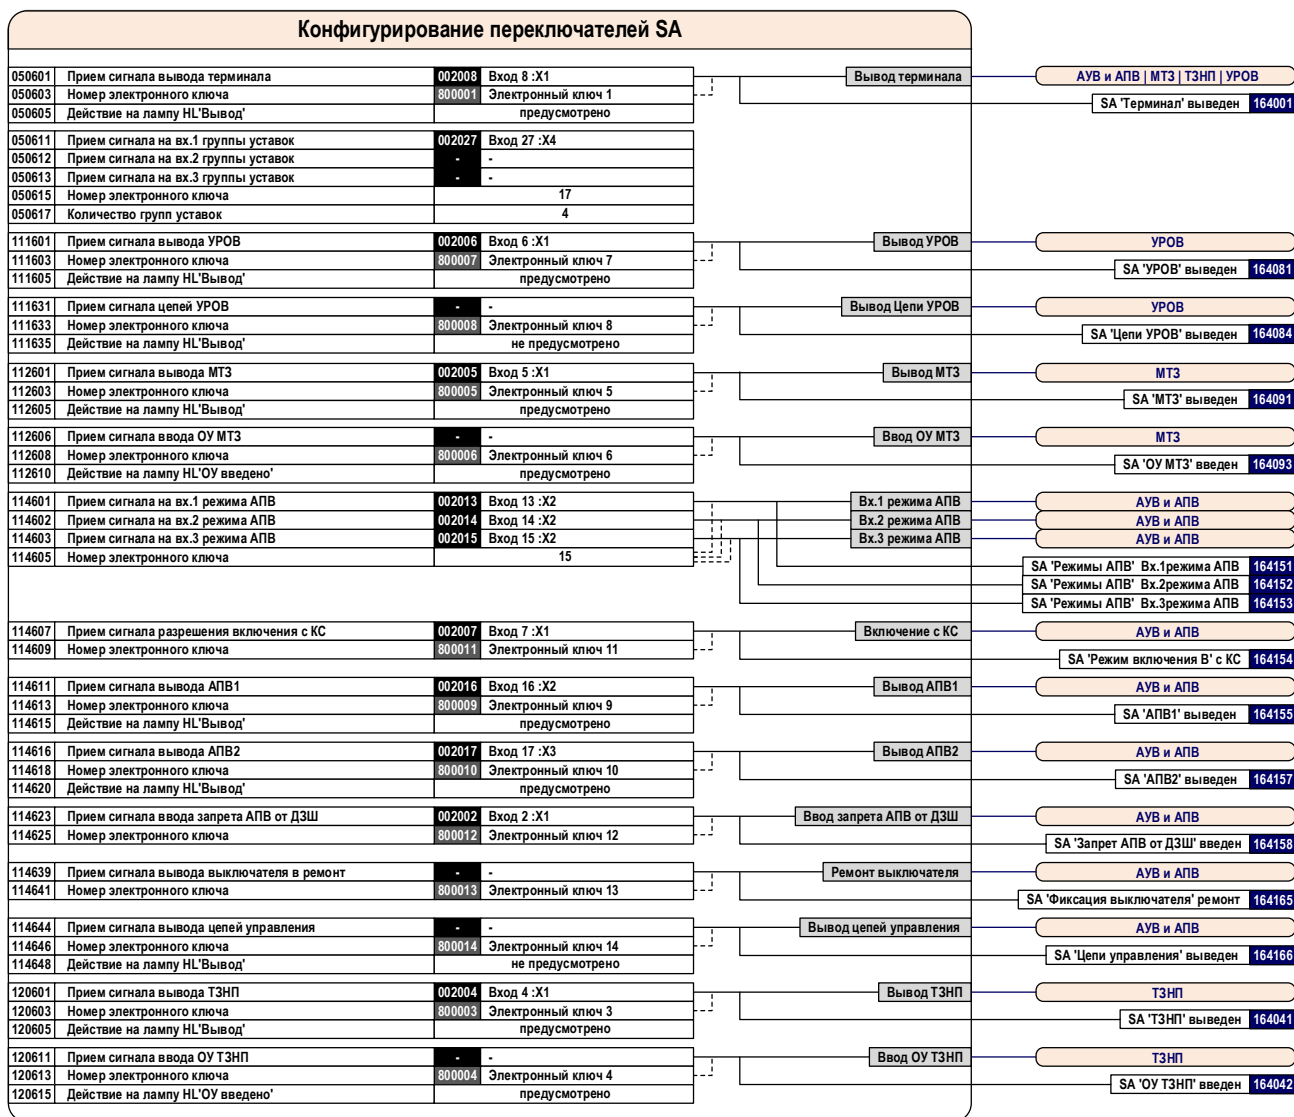 Конфигурирование переключателей SA
050601 Прием сигнала вывода терминала 002008 Вход 8 :X1 Вывод терминала АУВ и АПВ | МТЗ | ТЗНП | УРОВ
050603 Номер электронного ключа 800001 Электронный ключ 1
SA 'Терминал' выведен 164001
050605 Действие на лампу HL'Вывод' предусмотрено
050611 Прием сигнала на вх.1 группы уставок 002027 Вход 27 :X4
050612 Прием сигнала на вх.2 группы уставок - -
050613 Прием сигнала на вх.3 группы уставок - -
050615 Номер электронного ключа 17
050617 Количество групп уставок 4
111601 Прием сигнала вывода УРОВ 002006 Вход 6 :X1 Вывод УРОВ УРОВ
111603 Номер электронного ключа 800007 Электронный ключ 7
SA 'УРОВ' выведен 164081
111605 Действие на лампу HL'Вывод' предусмотрено
111631 Прием сигнала цепей УРОВ - - Вывод Цепи УРОВ УРОВ
111633 Номер электронного ключа 800008 Электронный ключ 8
SA 'Цепи УРОВ' выведен 164084
111635 Действие на лампу HL'Вывод' не предусмотрено
112601 Прием сигнала вывода МТЗ 002005 Вход 5 :X1 Вывод МТЗ МТЗ
112603 Номер электронного ключа 800005 Электронный ключ 5
SA 'МТЗ' выведен 164091
112605 Действие на лампу HL'Вывод' предусмотрено
112606 Прием сигнала ввода ОУ МТЗ - - Ввод ОУ МТЗ МТЗ
112608 Номер электронного ключа 800006 Электронный ключ 6
SA 'ОУ МТЗ' введен 164093
112610 Действие на лампу HL'ОУ введено' предусмотрено
114601 Прием сигнала на вх.1 режима АПВ 002013 Вход 13 :X2 Вх.1 режима АПВ АУВ и АПВ
114602 Прием сигнала на вх.2 режима АПВ 002014 Вход 14 :X2 Вх.2 режима АПВ АУВ и АПВ
114603 Прием сигнала на вх.3 режима АПВ 002015 Вход 15 :X2 Вх.3 режима АПВ АУВ и АПВ
114605 Номер электронного ключа 15
SA 'Режимы АПВ' Вх.1режима АПВ 164151
SA 'Режимы АПВ' Вх.2режима АПВ 164152
SA 'Режимы АПВ' Вх.3режима АПВ 164153
114607 Прием сигнала разрешения включения с КС 002007 Вход 7 :X1 Включение с КС АУВ и АПВ
114609 Номер электронного ключа 800011 Электронный ключ 11
SA 'Режим включения В' с КС 164154
114611 Прием сигнала вывода АПВ1 002016 Вход 16 :X2 Вывод АПВ1 АУВ и АПВ
114613 Номер электронного ключа 800009 Электронный ключ 9
SA 'АПВ1' выведен 164155
114615 Действие на лампу HL'Вывод' предусмотрено
114616 Прием сигнала вывода АПВ2 002017 Вход 17 :X3 Вывод АПВ2 АУВ и АПВ
114618 Номер электронного ключа 800010 Электронный ключ 10
SA 'АПВ2' выведен 164157
114620 Действие на лампу HL'Вывод' предусмотрено
114623 Прием сигнала ввода запрета АПВ от ДЗШ 002002 Вход 2 :X1 Ввод запрета АПВ от ДЗШ АУВ и АПВ
114625 Номер электронного ключа 800012 Электронный ключ 12
SA 'Запрет АПВ от ДЗШ' введен 164158
114639 Прием сигнала вывода выключателя в ремонт - - Ремонт выключателя АУВ и АПВ
114641 Номер электронного ключа 800013 Электронный ключ 13
SA 'Фиксация выключателя' ремонт 164165
114644 Прием сигнала вывода цепей управления - - Вывод цепей управления АУВ и АПВ
114646 Номер электронного ключа 800014 Электронный ключ 14
SA 'Цепи управления' выведен 164166
114648 Действие на лампу HL'Вывод' не предусмотрено
120601 Прием сигнала вывода ТЗНП 002004 Вход 4 :X1 Вывод ТЗНП ТЗНП
120603 Номер электронного ключа 800003 Электронный ключ 3
SA 'ТЗНП' выведен 164041
120605 Действие на лампу HL'Вывод' предусмотрено
120611 Прием сигнала ввода ОУ ТЗНП - - Ввод ОУ ТЗНП ТЗНП
120613 Номер электронного ключа 800004 Электронный ключ 4
SA 'ОУ ТЗНП' введен 164042
120615 Действие на лампу HL'ОУ введено' предусмотрено